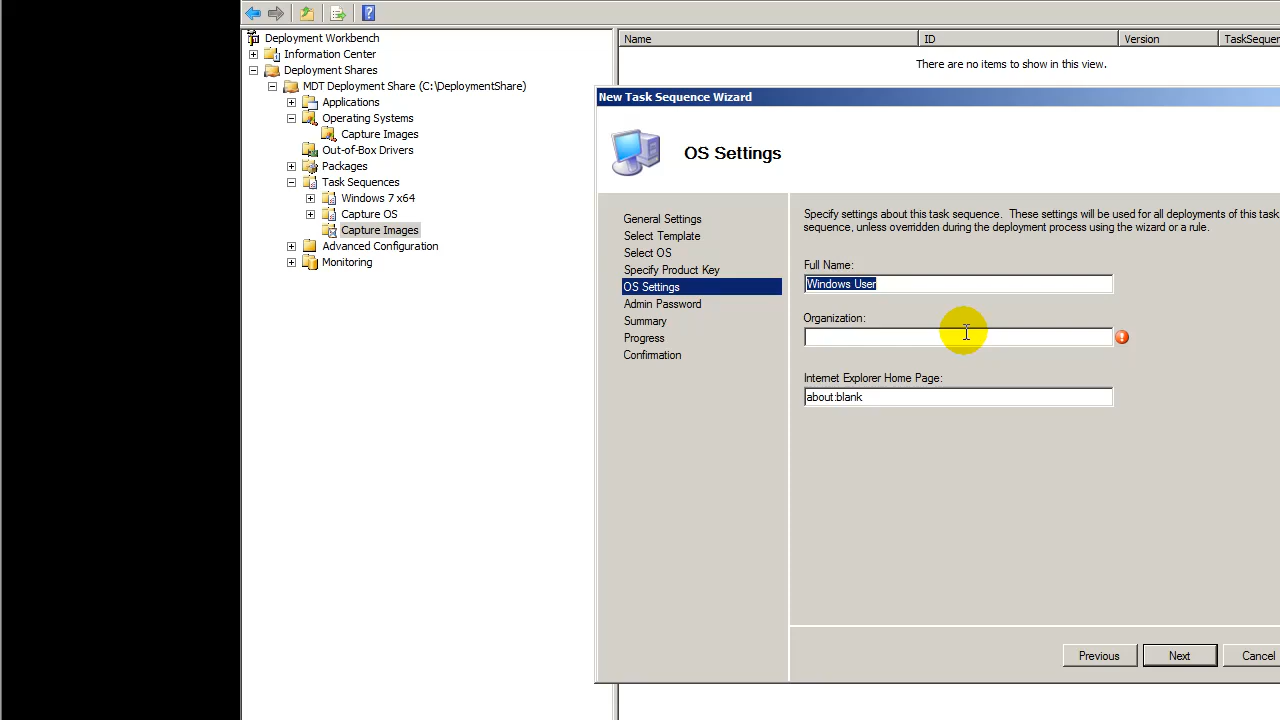 Deployment Workbench
Information Center
Deployment Shares
MDT Deployment Share (C:\DeploymentShare)
Applications
Operating Systems
Capture Images
Out-of-Box Drivers
Packages
Task Sequences
Windows 7 x64
Capture OS
Capture Images
Advanced Configuration
Monitoring
Name ID Version TaskSequen
There are no items to show in this view.
New Task Sequence Wizard
OS Settings
General Settings
Select Template
Select OS
Specify Product Key
OS Settings
Admin Password
Summary
Progress
Confirmation
Specify settings about this task sequence. These settings will be used for all deployments of this task
sequence, unless overridden during the deployment process using the wizard or a rule.
Full Name:
Windows User
Organization:
Internet Explorer Home Page:
about:blank
Previous Next Cancel